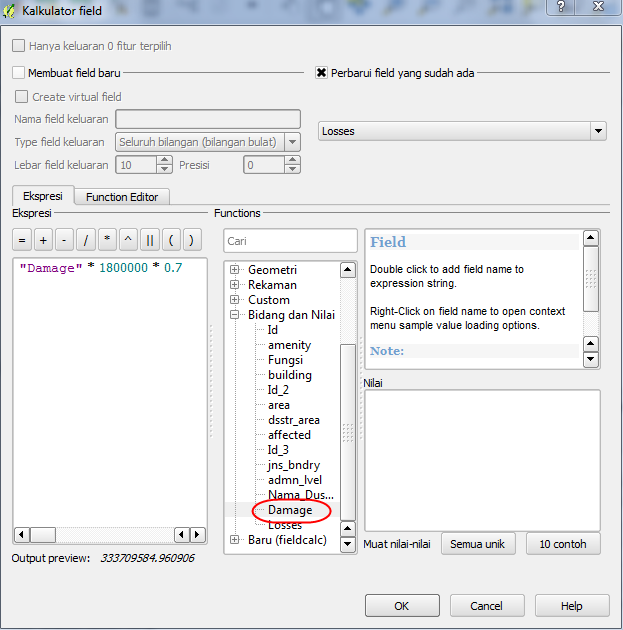 Kalkulator field
?
Hanya keluaran 0 fitur terpilih
Membuat field baru
Perbarui field yang sudah ada
Create virtual field
Nama field keluaran
Type field keluaran Seluruh bilangan (bilangan bulat)
Losses
Lebar field keluaran 10 Presisi 0
Ekspresi Function Editor
Ekspresi
Functions
= + - / * ^ || ( )
"Damage" * 1800000 * 0.7
Cari
Geometri
Rekaman
Custom
Bidang dan Nilai
Id
amenity
Fungsi
building
Id_2
area
dsstr_area
affected
Id_3
jns_bndry
admn_lvel
Nama_Dus...
Damage
Losses
Baru (fieldcalc)
Field
Double click to add field name to
expression string.
Right-Click on field name to open context
menu sample value loading options.
Note:
Nilai
Muat nilai-nilai Semua unik 10 contoh
Output preview: 333709584.960906
OK Cancel Help